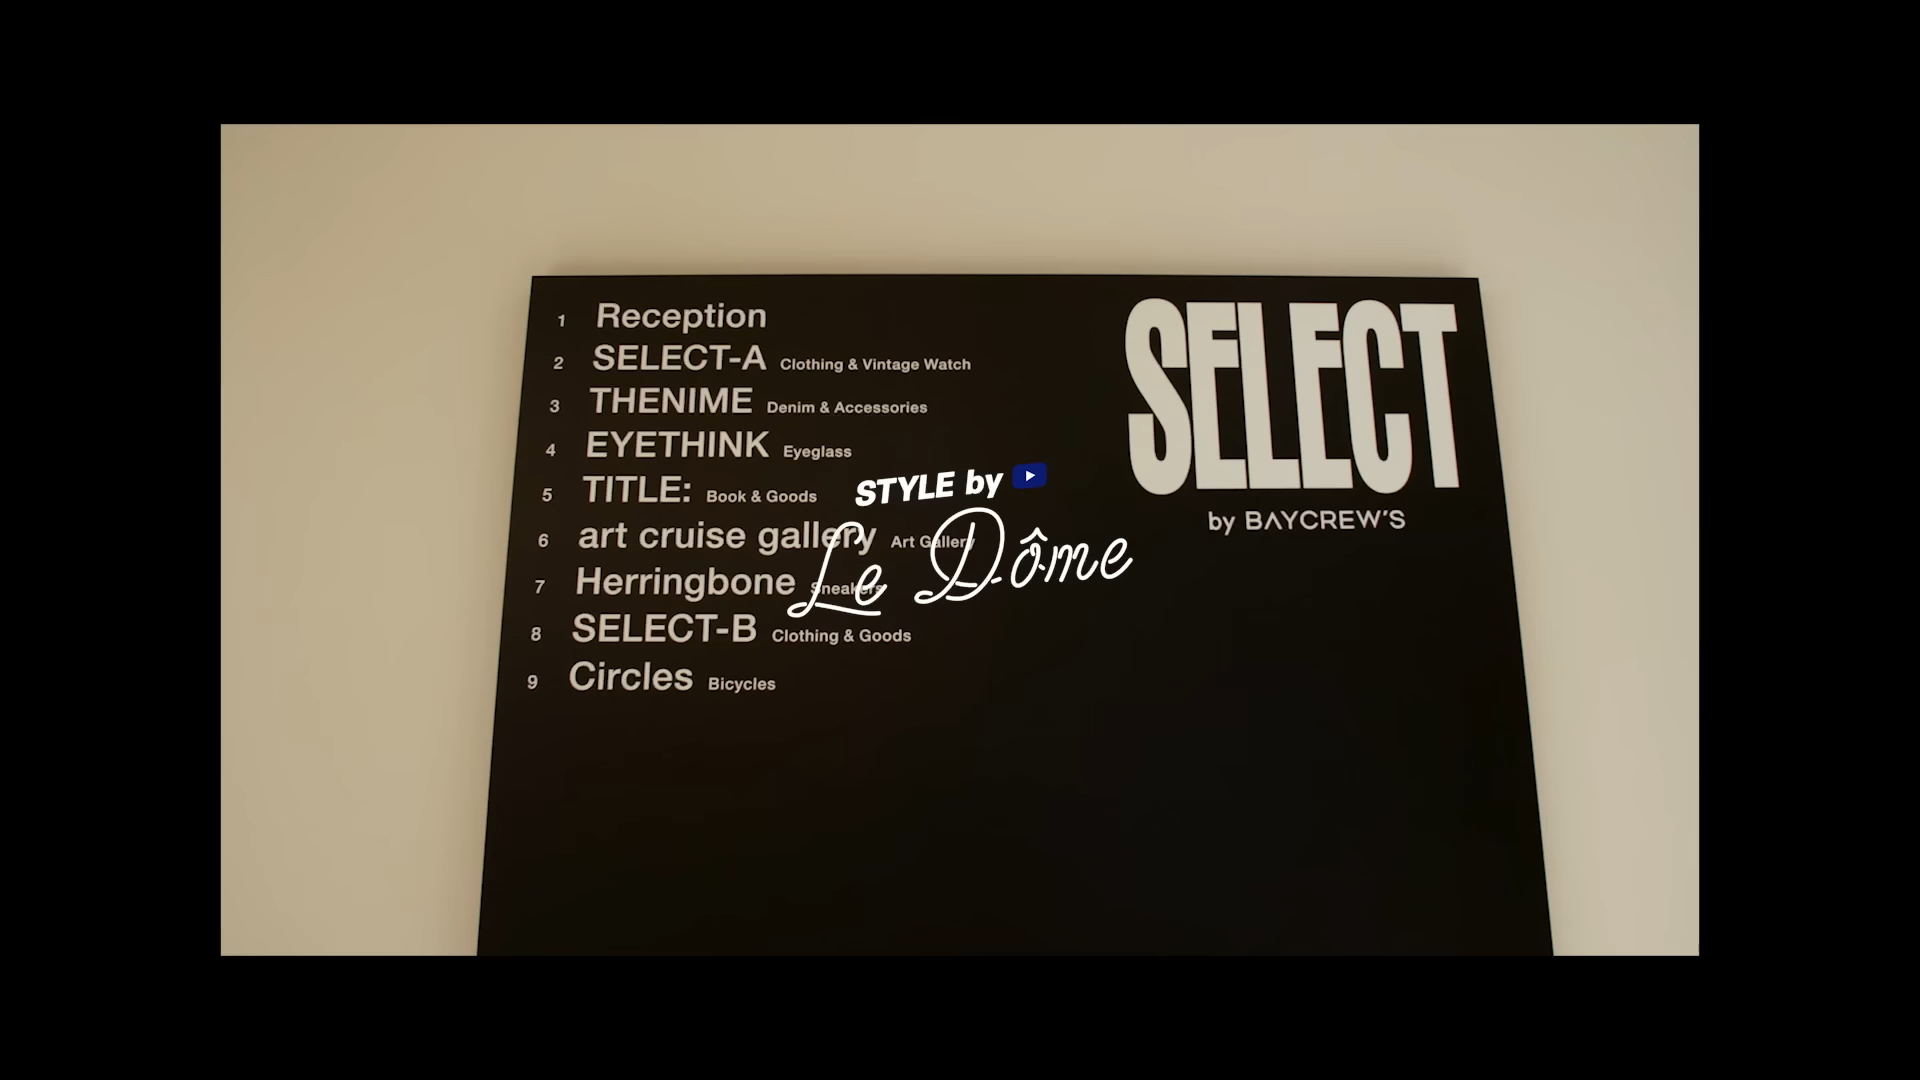 1 Reception
2 SELECT-A Clothing & Vintage Watch
3 THENIME Denim & Accessories
4 EYETHINK Eyeglass
5 TITLE: Book & Goods
6 art cruise gallery Art Gallery
7 Herringbone Sneakers
8 SELECT-B Clothing & Goods
9 Circles Bicycles
SELECT
by BAYCREW'S
STYLE by
Le Dôme